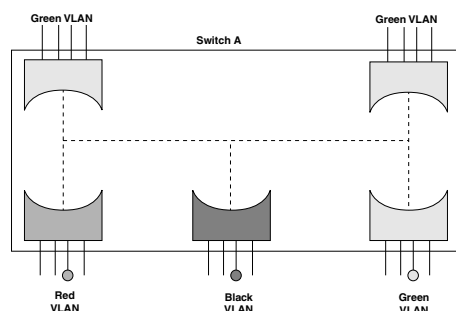 Green VLAN
Green VLAN
Switch A
Red
VLAN
Black
VLAN
Green
VLAN